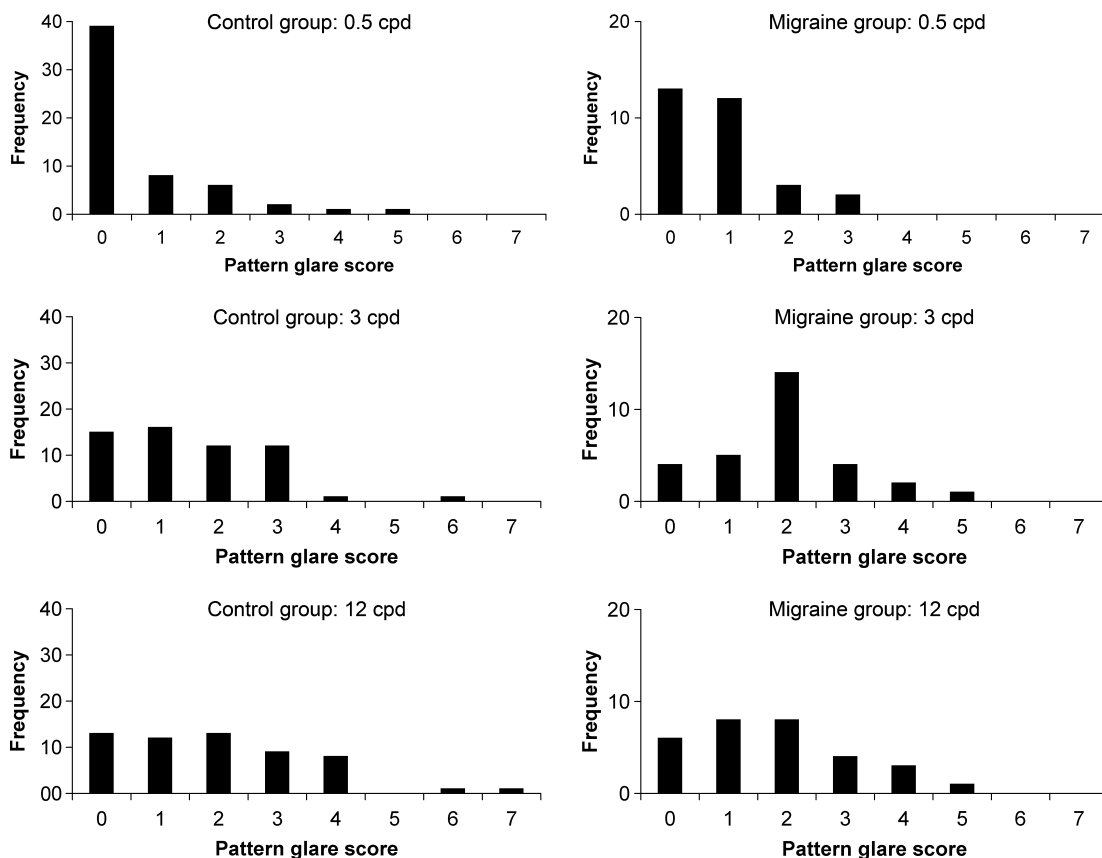 Control group: 0.5 cpd
Frequency
40
30
20
10
0
0 1 2 3 4 5 6 7
Pattern glare score
Migraine: 0.5 cpd
Frequency
20
10
0
0 1 2 3 4 5 6 7
Pattern glare score
Control group: 3 cpd
Frequency
40
30
20
10
0
0 1 2 3 4 5 6 7
Pattern glare score
Migraine group: 3 cpd
Frequency
20
10
0
0 1 2 3 4 5 6 7
Pattern glare score
Control group: 12 cpd
Frequency
40
30
20
10
00
0 1 2 3 4 5 6 7
Pattern glare score
Migraine group: 12 cpd
Frequency
20
10
0
0 1 2 3 4 5 6 7
Pattern glare score